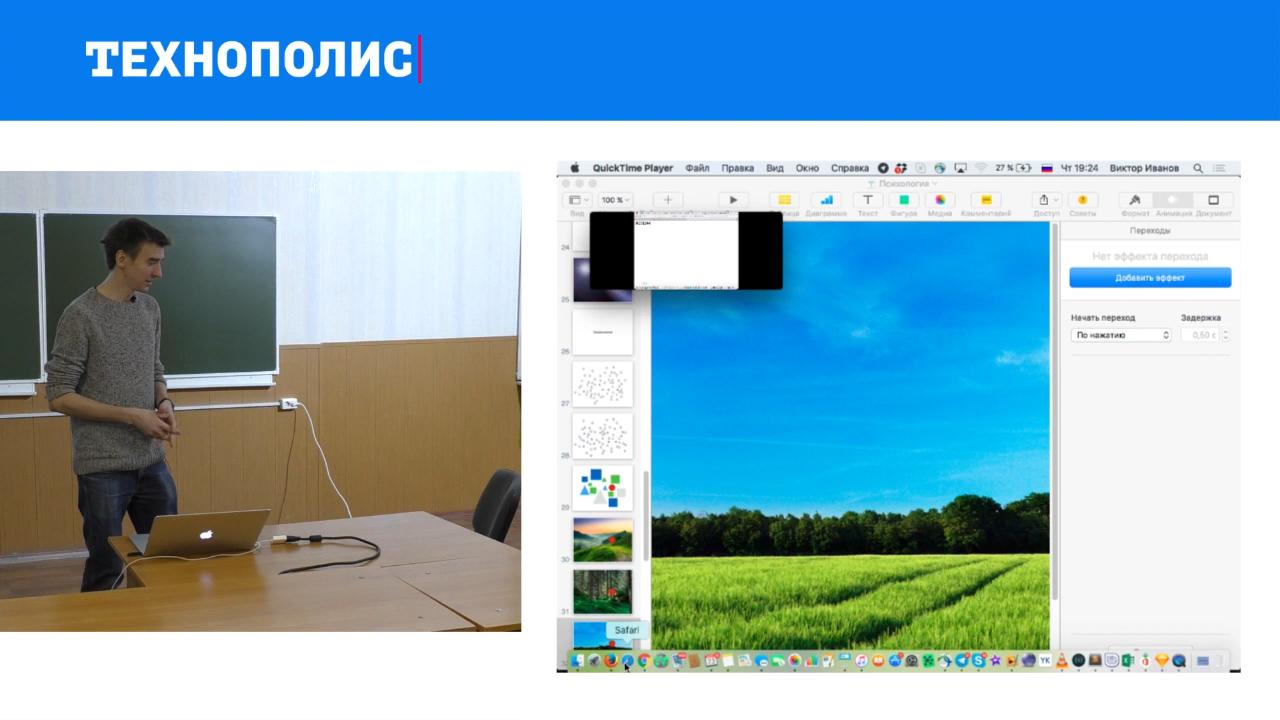 ТЕХНОПОЛИС
QuickTime Player Файл Правка Вид Окно Справка 27 % Чт 19:24 Виктор Иванов
Психология
100 %
Вид Диаграмма Текст Фигура Медиа Комментарий Доступ Советы Формат Анимация Документ
Переходы
Нет эффекта перехода
Добавить эффект
Начать переход Задержка
По нажатию 0,50 с
24
25
26
27
28
29
30
31
Safari
YK